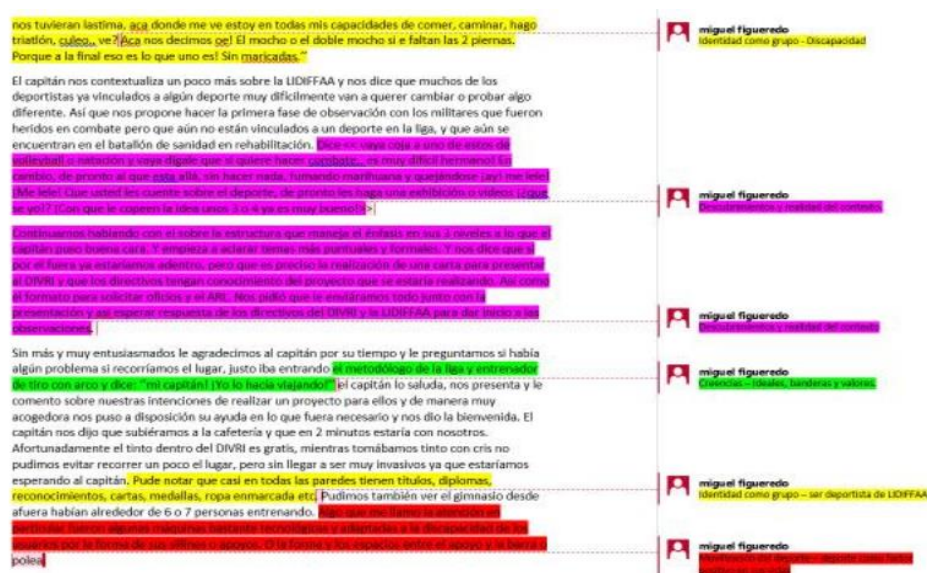 nos tuvieran lastima, aca donde me ve estoy en todas mis capacidades de comer, caminar, hago
triatlón, culeo.. ve? Aca nos decimos oe! El mocho o el doble mocho si e faltan las 2 piernas.
Porque a la final eso es lo que uno es! Sin maricadas."
miguel figueredo
Identidad como grupo - Discapacidad
El capitán nos contextualiza un poco más sobre la LIDIFFAA y nos dice que muchos de los
deportistas ya vinculados a algún deporte muy difícilmente van a querer cambiar o probar algo
diferente. Así que nos propone hacer la primera fase de observación con los militares que fueron
heridos en combate pero que aún no están vinculados a un deporte en la liga, y que aún se
encuentran en el batallón de sanidad en rehabilitación. Dice << vaya coja a uno de estos de
volleyball o natación y vaya dígale que si quiere hacer combate.. es muy difícil hermano! En
cambio, de pronto al que esta allá, sin hacer nada, fumando marihuana y quejándose ¡ay! me lele!
¡Me lele! Que usted les cuente sobre el deporte, de pronto les haga una exhibición o videos ¡¿que
se yo!? ¡Con que le copeen la idea unos 3 o 4 ya es muy bueno!>>
miguel figueredo
Descubrimientos y realidad del contexto.
Continuamos hablando con el sobre la estructura que maneja el énfasis en sus 3 niveles a lo que el
capitán puso buena cara. Y empieza a aclarar temas más puntuales y formales. Y nos dice que si
por el fuera ya estaríamos adentro, pero que es preciso la realización de una carta para presentar
al DIVRI y que los directivos tengan conocimiento del proyecto que se estaría realizando. Así como
el formato para solicitar oficios y el ARL. Nos pidió que le enviáramos todo junto con la
presentación y así esperar respuesta de los directivos del DIVRI y la LIDIFFAA para dar inicio a las
observaciones.
miguel figueredo
Descubrimientos y realidad del contexto
Sin más y muy entusiasmados le agradecimos al capitán por su tiempo y le preguntamos si había
algún problema si recorríamos el lugar, justo iba entrando el metodólogo de la liga y entrenador
de tiro con arco y dice: "mi capitán! ¡Yo lo hacía viajando!" el capitán lo saluda, nos presenta y le
comento sobre nuestras intenciones de realizar un proyecto para ellos y de manera muy
acogedora nos puso a disposición su ayuda en lo que fuera necesario y nos dio la bienvenida. El
capitán nos dijo que subiéramos a la cafetería y que en 2 minutos estaría con nosotros.
miguel figueredo
Creencias – Ideales, banderas y valores.
Afortunadamente el tinto dentro del DIVRI es gratis, mientras tomábamos tinto con cris no
pudimos evitar recorrer un poco el lugar, pero sin llegar a ser muy invasivos ya que estaríamos
esperando al capitán. Pude notar que casi en todas las paredes tienen títulos, diplomas,
reconocimientos, cartas, medallas, ropa enmarcada etc. Pudimos también ver el gimnasio desde
afuera habían alrededor de 6 o 7 personas entrenando. Algo que me llamo la atención en
particular fueron algunas máquinas bastante tecnológicas y adaptadas a la discapacidad de los
usuarios por la forma de sus sillines o apoyos. O la forma y los espacios entre el apoyo y la barra o
polea.
miguel figueredo
Identidad como grupo – ser deportista de LIDIFFAA
miguel figueredo
del deporte – deporte como